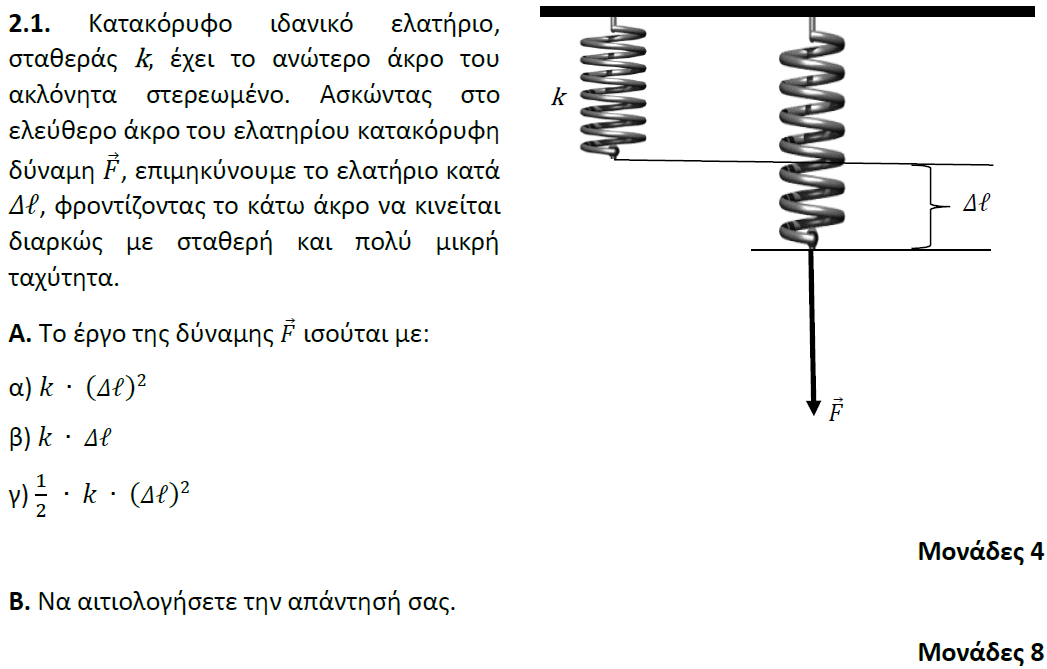 2.1. Κατακόρυφο ιδανικό ελατήριο,
σταθεράς k, έχει το ανώτερο άκρο του
ακλόνητα στερεωμένο. Ασκώντας στο
ελεύθερο άκρο του ελατηρίου κατακόρυφη
δύναμη F⃗, επιμηκύνουμε το ελατήριο κατά
Δℓ, φροντίζοντας το κάτω άκρο να κινείται
διαρκώς με σταθερή και πολύ μικρή
ταχύτητα.
k
Δℓ
F⃗
Α. Το έργο της δύναμης F⃗ ισούται με:
α) k · (Δℓ)²
β) k · Δℓ
γ) 1/2 · k · (Δℓ)²
Μονάδες 4
Β. Να αιτιολογήσετε την απάντησή σας.
Μονάδες 8